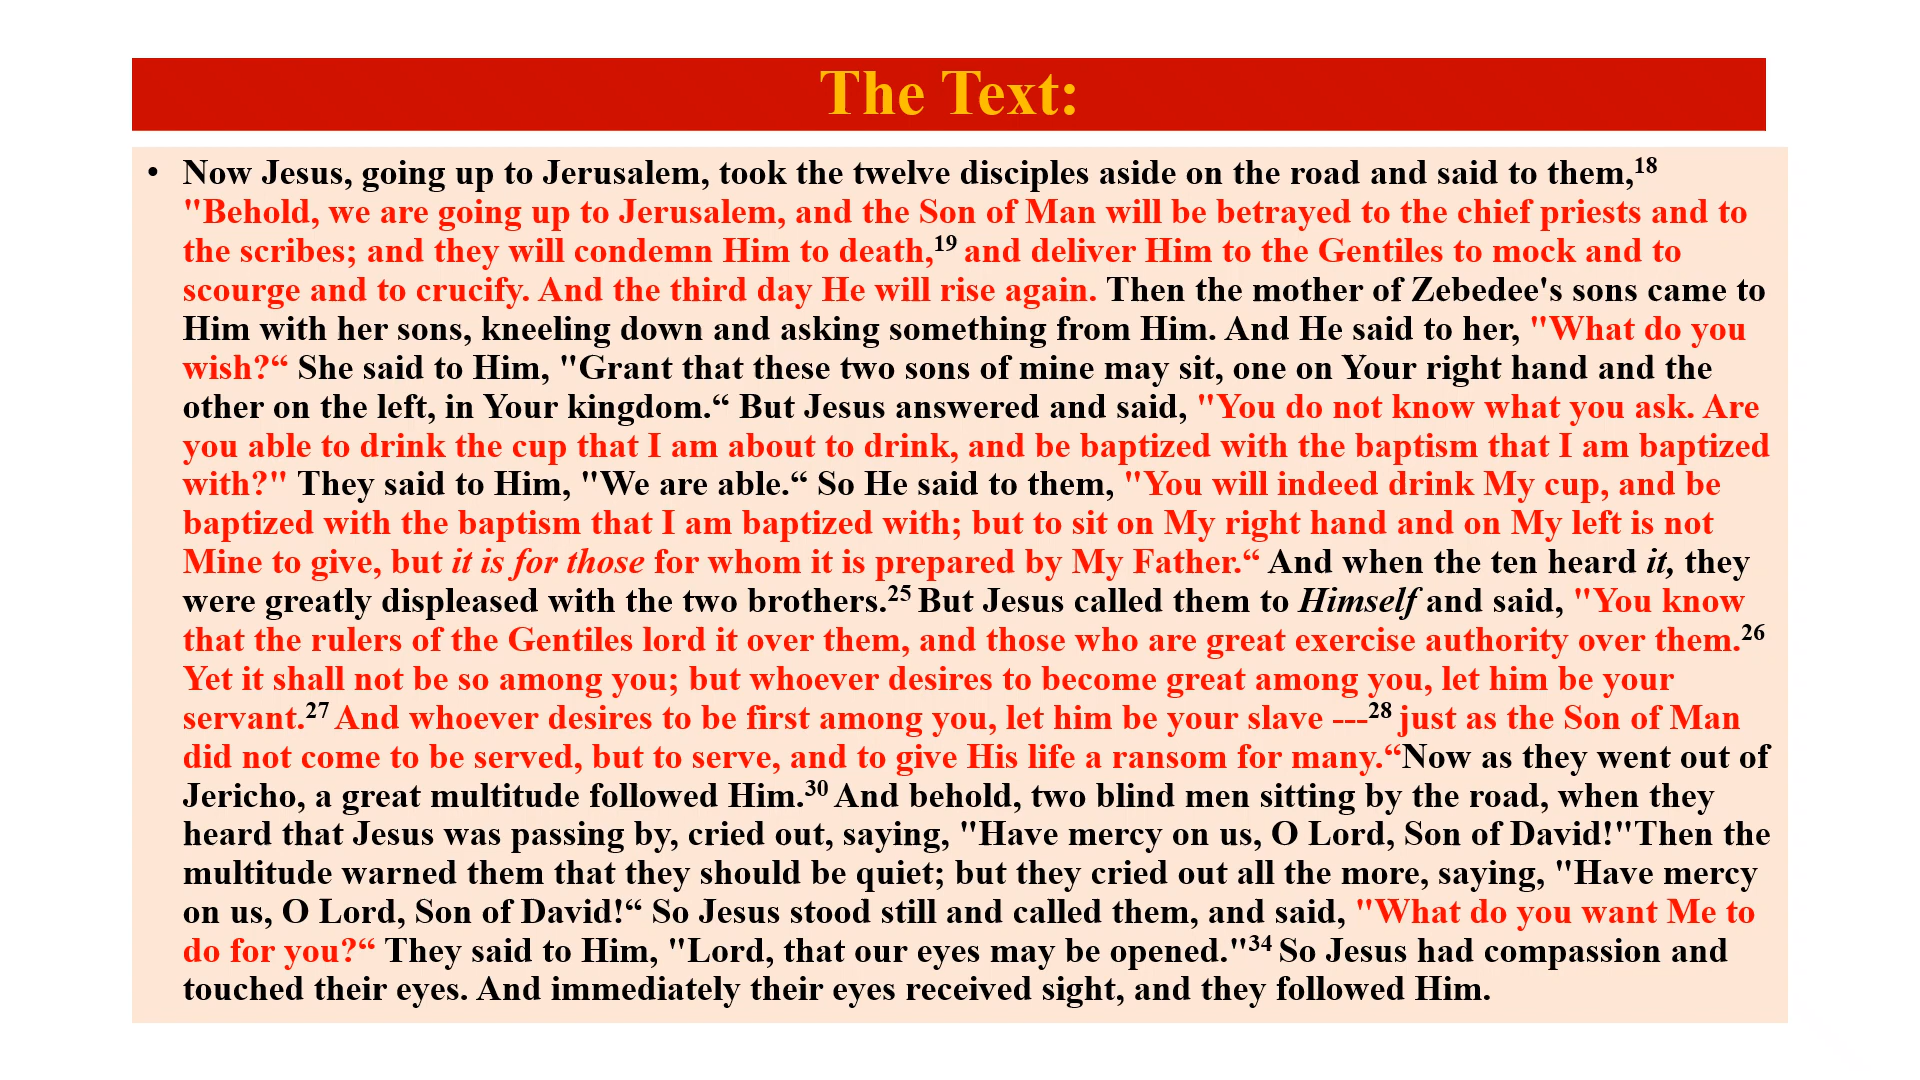 The Text:
• Now Jesus, going up to Jerusalem, took the twelve disciples aside on the road and said to them,18
"Behold, we are going up to Jerusalem, and the Son of Man will be betrayed to the chief priests and to
the scribes; and they will condemn Him to death,19 and deliver Him to the Gentiles to mock and to
scourge and to crucify. And the third day He will rise again. Then the mother of Zebedee's sons came to
Him with her sons, kneeling down and asking something from Him. And He said to her, "What do you
wish?“ She said to Him, "Grant that these two sons of mine may sit, one on Your right hand and the
other on the left, in Your kingdom.“ But Jesus answered and said, "You do not know what you ask. Are
you able to drink the cup that I am about to drink, and be baptized with the baptism that I am baptized
with?" They said to Him, "We are able.“ So He said to them, "You will indeed drink My cup, and be
baptized with the baptism that I am baptized with; but to sit on My right hand and on My left is not
Mine to give, but it is for those for whom it is prepared by My Father.“ And when the ten heard it, they
were greatly displeased with the two brothers.25 But Jesus called them to Himself and said, "You know
that the rulers of the Gentiles lord it over them, and those who are great exercise authority over them.26
Yet it shall not be so among you; but whoever desires to become great among you, let him be your
servant.27 And whoever desires to be first among you, let him be your slave ---28 just as the Son of Man
did not come to be served, but to serve, and to give His life a ransom for many.“Now as they went out of
Jericho, a great multitude followed Him.30 And behold, two blind men sitting by the road, when they
heard that Jesus was passing by, cried out, saying, "Have mercy on us, O Lord, Son of David!"Then the
multitude warned them that they should be quiet; but they cried out all the more, saying, "Have mercy
on us, O Lord, Son of David!“ So Jesus stood still and called them, and said, "What do you want Me to
do for you?“ They said to Him, "Lord, that our eyes may be opened."34 So Jesus had compassion and
touched their eyes. And immediately their eyes received sight, and they followed Him.